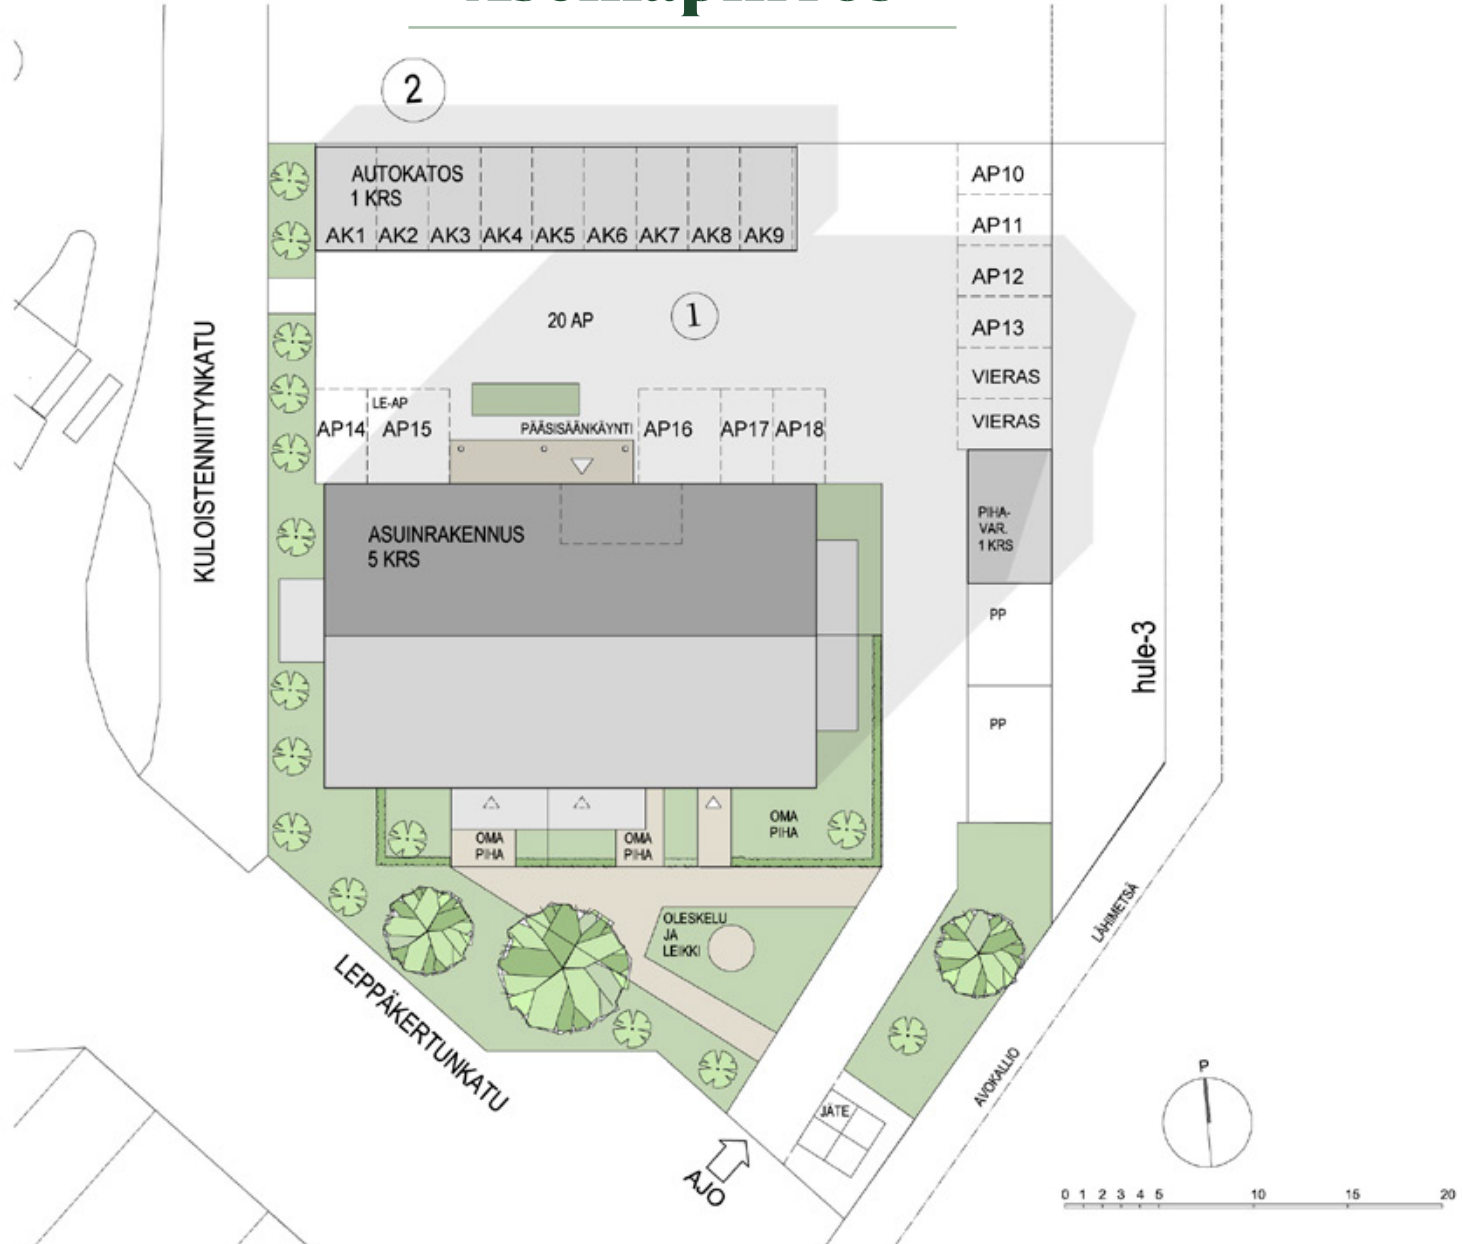 Asemapiirros
2
AUTOKATOS
1 KRS
AK1 AK2 AK3 AK4 AK5 AK6 AK7 AK8 AK9
AP10
AP11
AP12
AP13
VIERAS
VIERAS
20 AP
1
KULOISTENNIITYNKATU
LE-AP
AP14 AP15
PÄÄSISÄÄNKÄYNTI
AP16 AP17 AP18
ASUINRAKENNUS
5 KRS
PIHA-
VAR.
1 KRS
PP
PP
hule-3
OMA
PIHA
OMA
PIHA
OMA
PIHA
OLESKELU
JA
LEIKKI
LEPPÄKERTUNKATU
LÄHIMETSÄ
AVOKALLIO
JÄTE
AJO
P
0 1 2 3 4 5 10 15 20